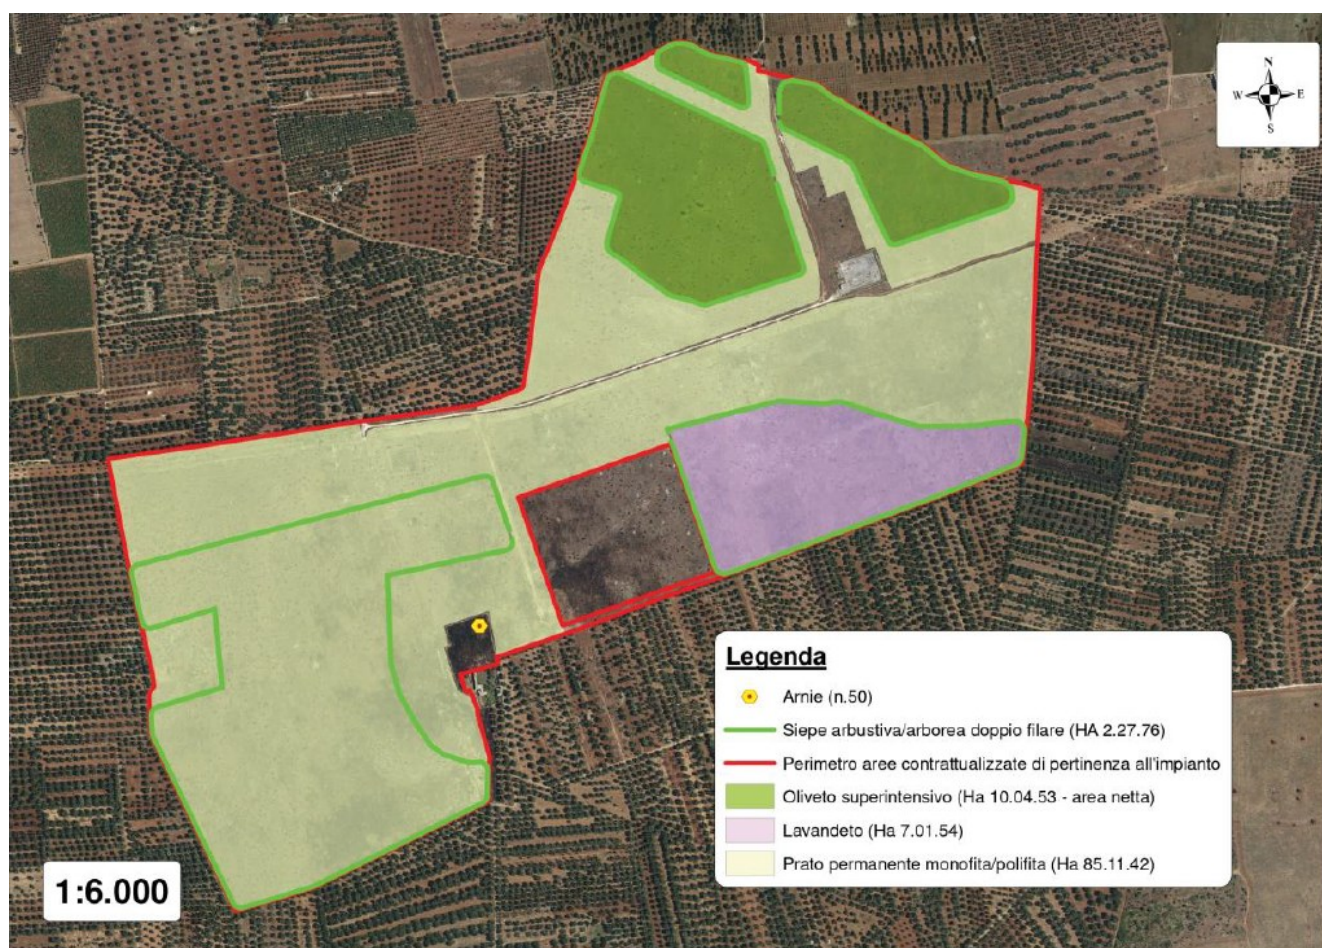 N
W E
S
Legenda
Arnie (n.50)
Siepe arbustiva/arborea doppio filare (HA 2.27.76)
Perimetro aree contrattualizzate di pertinenza all'impianto
Oliveto superintensivo (Ha 10.04.53 - area netta)
Lavandeto (Ha 7.01.54)
Prato permanente monofita/polifita (Ha 85.11.42)
1:6.000